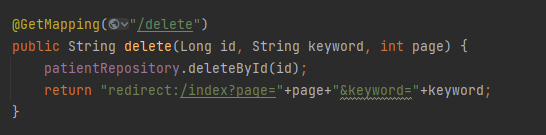 @GetMapping("/delete")
public String delete(Long id, String keyword, int page) {
    patientRepository.deleteById(id);
    return "redirect:/index?page="+page+"&keyword="+keyword;
}